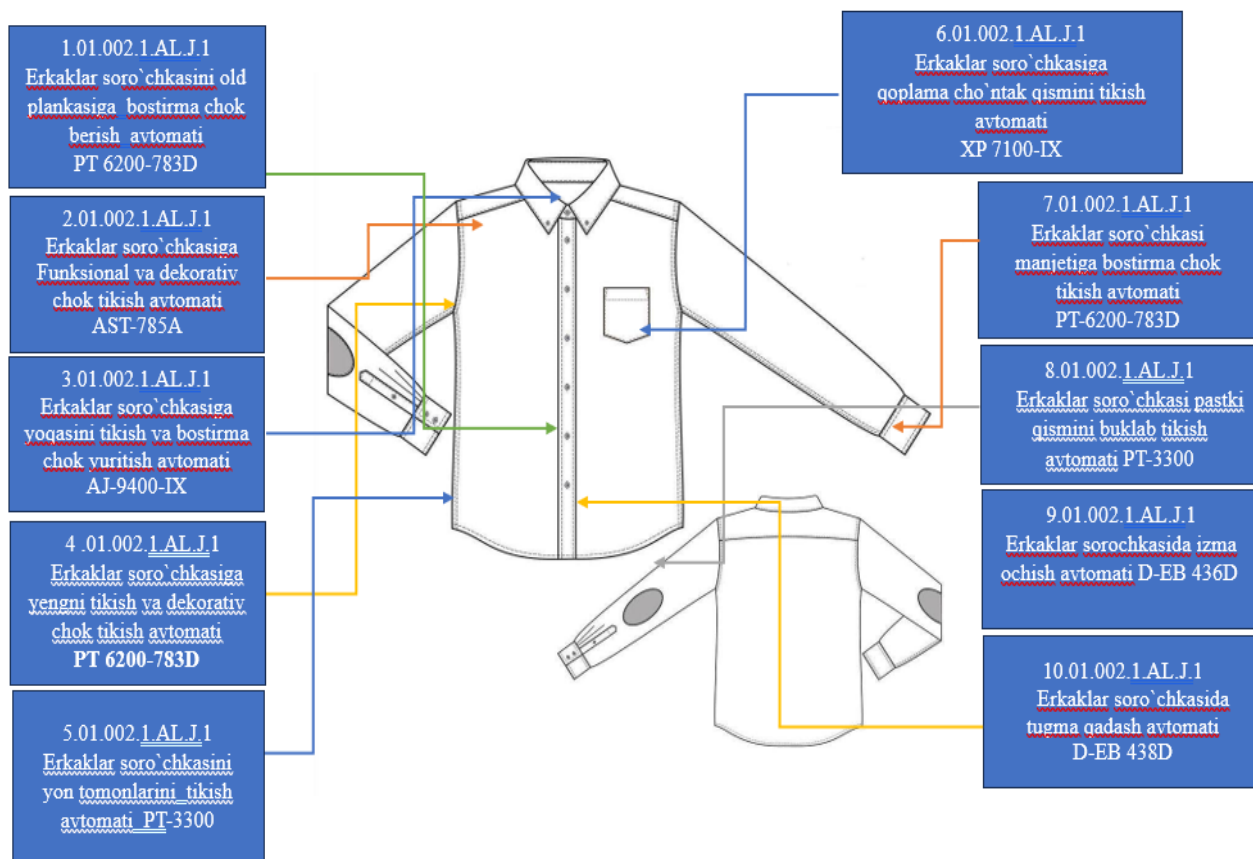 1.01.002.1.AL.J.1
Erkaklar soro`chkasini old
plankasiga bostirma chok
berish avtomati
PT 6200-783D
2.01.002.1.AL.J.1
Erkaklar soro`chkasiga
Funksional va dekorativ
chok tikish avtomati
AST-785A
3.01.002.1.AL.J.1
Erkaklar soro`chkasiga
yoqasini tikish va bostirma
chok yuritish avtomati
AJ-9400-IX
4 .01.002.1.AL.J.1
Erkaklar soro`chkasiga
yengni tikish va dekorativ
chok tikish avtomati
PT 6200-783D
5.01.002.1.AL.J.1
Erkaklar soro`chkasini
yon tomonlarini tikish
avtomati PT-3300
6.01.002.1.AL.J.1
Erkaklar soro`chkasiga
qoplama cho`ntak qismini tikish
avtomati
XP 7100-IX
7.01.002.1.AL.J.1
Erkaklar soro`chkasi
manjetiga bostirma chok
tikish avtomati
PT-6200-783D
8.01.002.1.AL.J.1
Erkaklar soro`chkasi pastki
qismini buklab tikish
avtomati PT-3300
9.01.002.1.AL.J.1
Erkaklar sorochkasida izma
ochish avtomati D-EB 436D
10.01.002.1.AL.J.1
Erkaklar soro`chkasida
tugma qadash avtomati
D-EB 438D